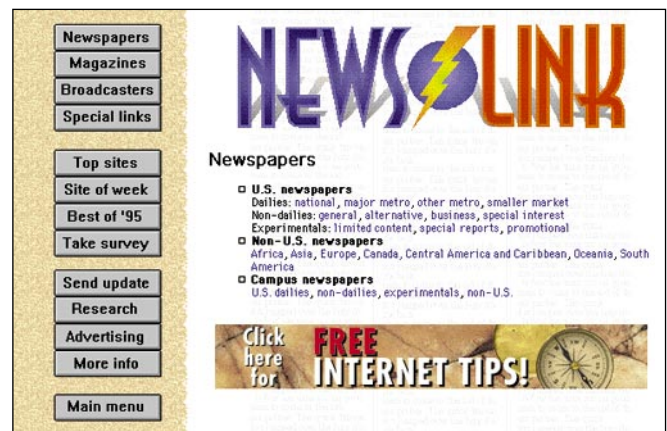 Newspapers
Magazines
Broadcasters
Special links
Top sites
Site of week
Best of '95
Take survey
Send update
Research
Advertising
More info
Main menu
NEWS LINK
Newspapers
U.S. newspapers
Dailies: national, major metro, other metro, smaller market
Non-dailies: general, alternative, business, special interest
Experimentals: limited content, special reports, promotional
Non-U.S. newspapers
Africa, Asia, Europe, Canada, Central America and Caribbean, Oceania, South
America
Campus newspapers
U.S. dailies, non-dailies, experimentals, non-U.S.
Click
here
for
FREE
INTERNET TIPS!